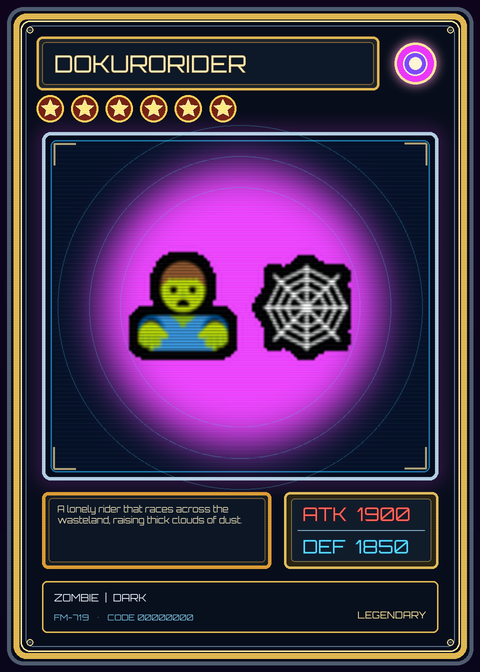 DOKURORIDER
A lonely rider that races across the
wasteland, raising thick clouds of dust.
ATK 1900
DEF 1850
ZOMBIE | DARK
FM-719 · CODE 00000000
LEGENDARY